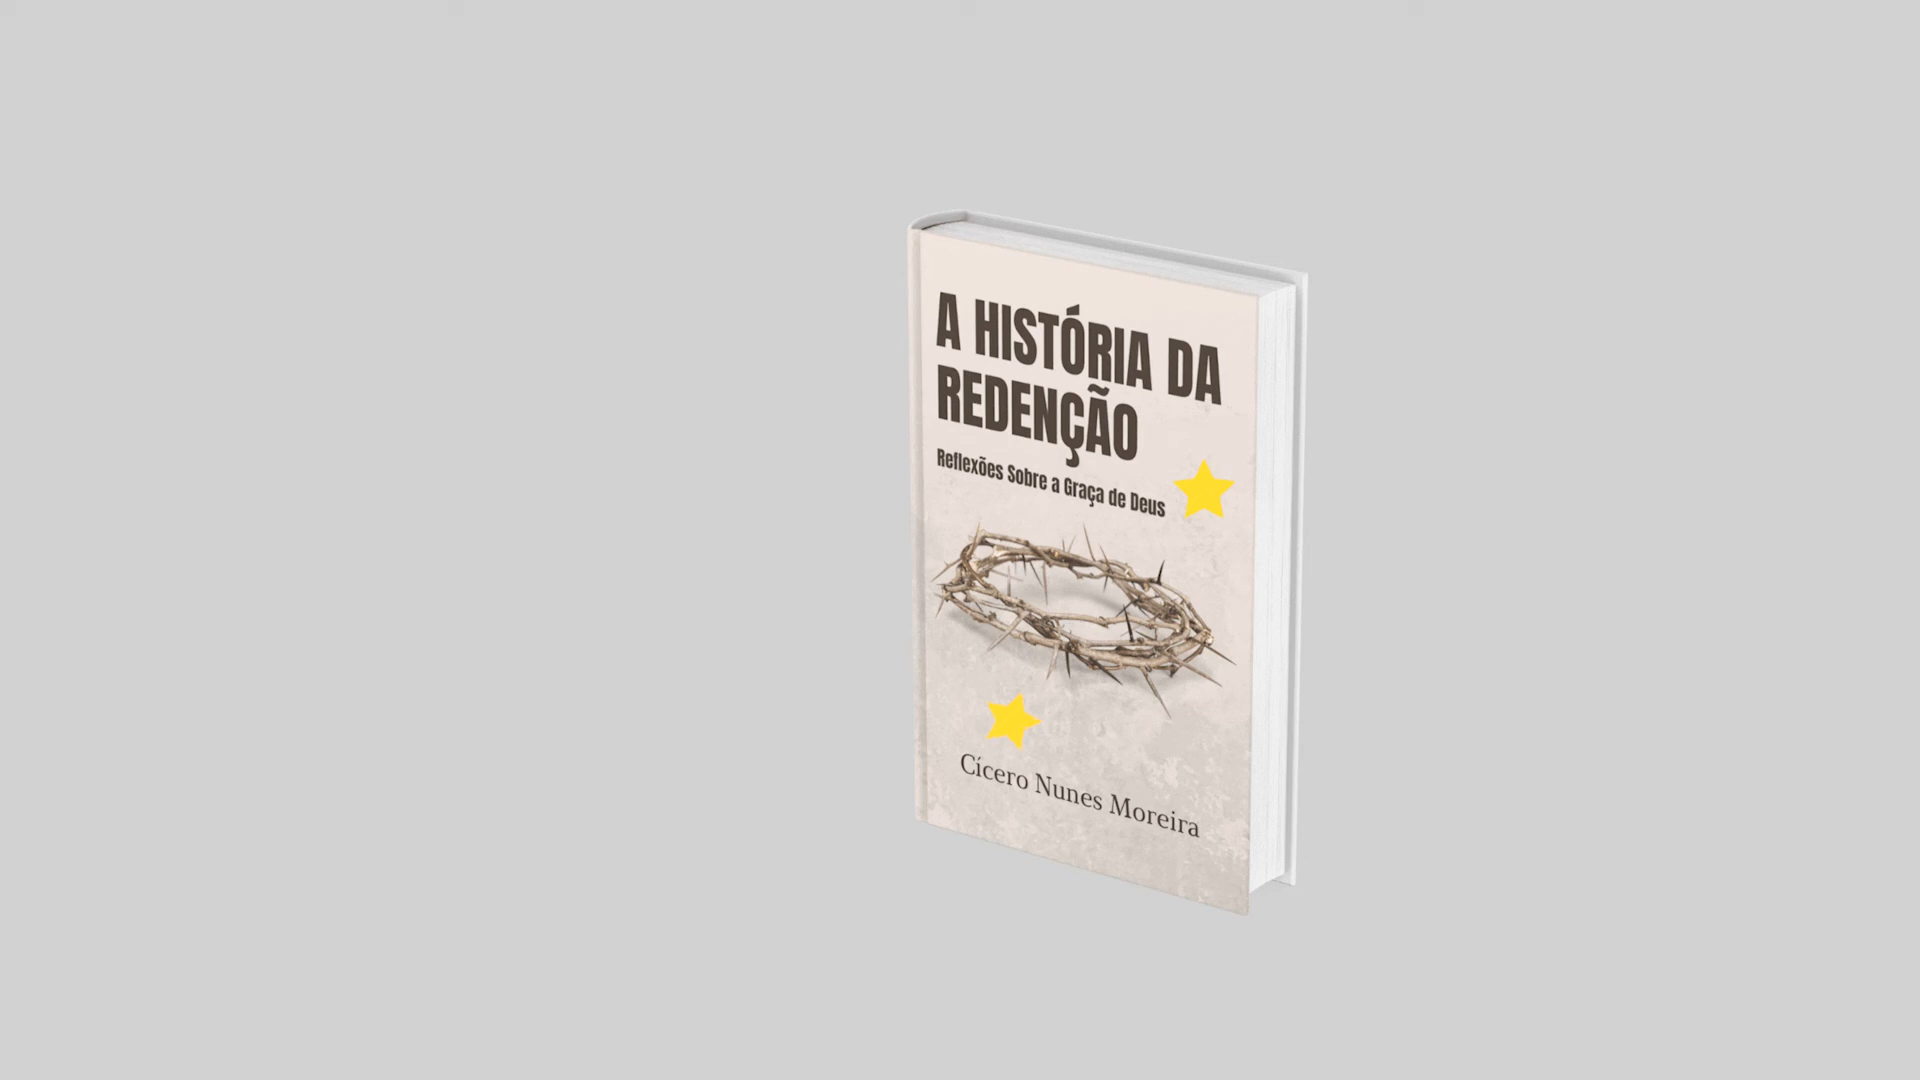 A HISTÓRIA DA
REDENÇÃO
Reflexões Sobre a Graça de Deus
Cícero Nunes Moreira